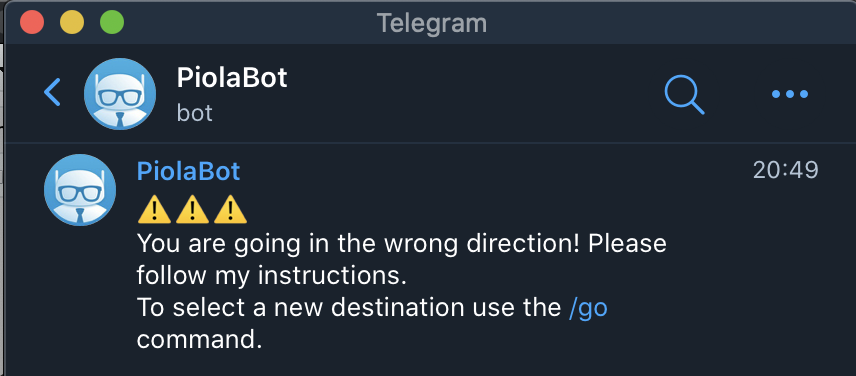 Telegram
PiolaBot
bot
PiolaBot 20:49
⚠️⚠️⚠️
You are going in the wrong direction! Please
follow my instructions.
To select a new destination use the /go
command.